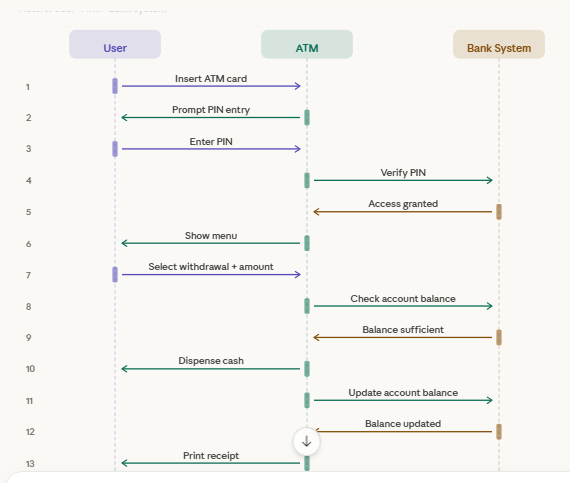 User ATM Bank System
1 Insert ATM card
2 Prompt PIN entry
3 Enter PIN
4 Verify PIN
5 Access granted
6 Show menu
7 Select withdrawal + amount
8 Check account balance
9 Balance sufficient
10 Dispense cash
11 Update account balance
12 Balance updated
13 Print receipt